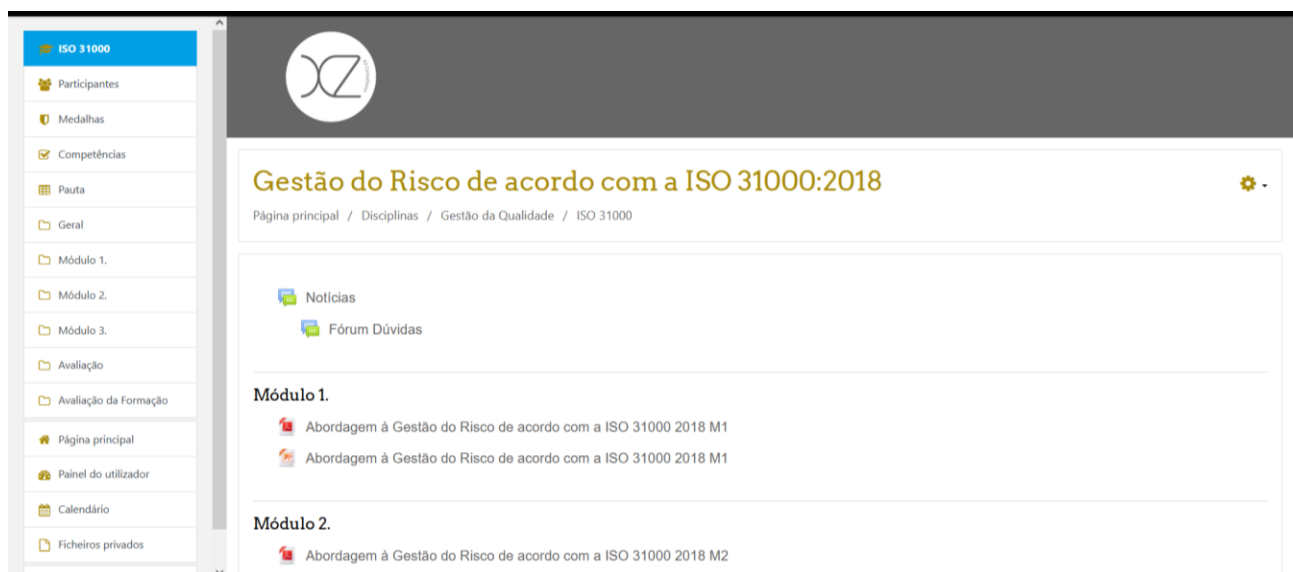 ISO 31000
Participantes
Medalhas
Competências
Pauta
Geral
Módulo 1.
Módulo 2.
Módulo 3.
Avaliação
Avaliação da Formação
Página principal
Painel do utilizador
Calendário
Ficheiros privados
XZ
Gestão do Risco de acordo com a ISO 31000:2018
Página principal / Disciplinas / Gestão da Qualidade / ISO 31000
Notícias
Fórum Dúvidas
Módulo 1.
Abordagem à Gestão do Risco de acordo com a ISO 31000 2018 M1
Abordagem à Gestão do Risco de acordo com a ISO 31000 2018 M1
Módulo 2.
Abordagem à Gestão do Risco de acordo com a ISO 31000 2018 M2